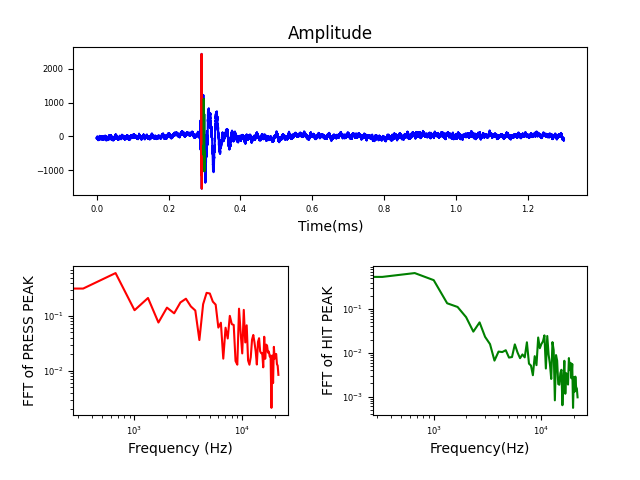 Amplitude
2000
1000
0
−1000
0.0 0.2 0.4 0.6 0.8 1.0 1.2
Time(ms)
FFT of PRESS PEAK
10⁻¹
10⁻²
10³ 10⁴
Frequency (Hz)
FFT of HIT PEAK
10⁻¹
10⁻²
10⁻³
10³ 10⁴
Frequency(Hz)